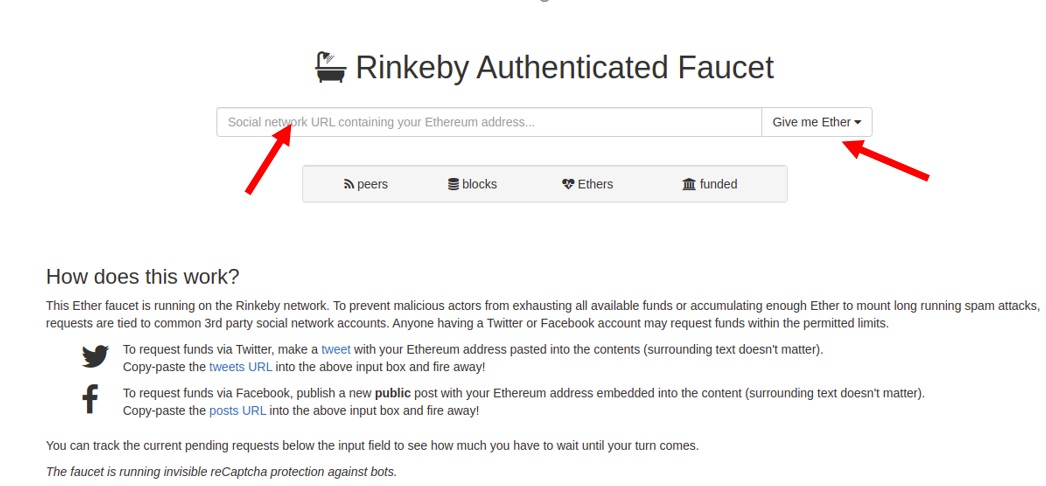 Rinkeby Authenticated Faucet
Social network URL containing your Ethereum address...
Give me Ether
peers blocks Ethers funded
How does this work?
This Ether faucet is running on the Rinkeby network. To prevent malicious actors from exhausting all available funds or accumulating enough Ether to mount long running spam attacks,
requests are tied to common 3rd party social network accounts. Anyone having a Twitter or Facebook account may request funds within the permitted limits.
To request funds via Twitter, make a tweet with your Ethereum address pasted into the contents (surrounding text doesn't matter).
Copy-paste the tweets URL into the above input box and fire away!
To request funds via Facebook, publish a new public post with your Ethereum address embedded into the content (surrounding text doesn't matter).
Copy-paste the posts URL into the above input box and fire away!
You can track the current pending requests below the input field to see how much you have to wait until your turn comes.
The faucet is running invisible reCaptcha protection against bots.